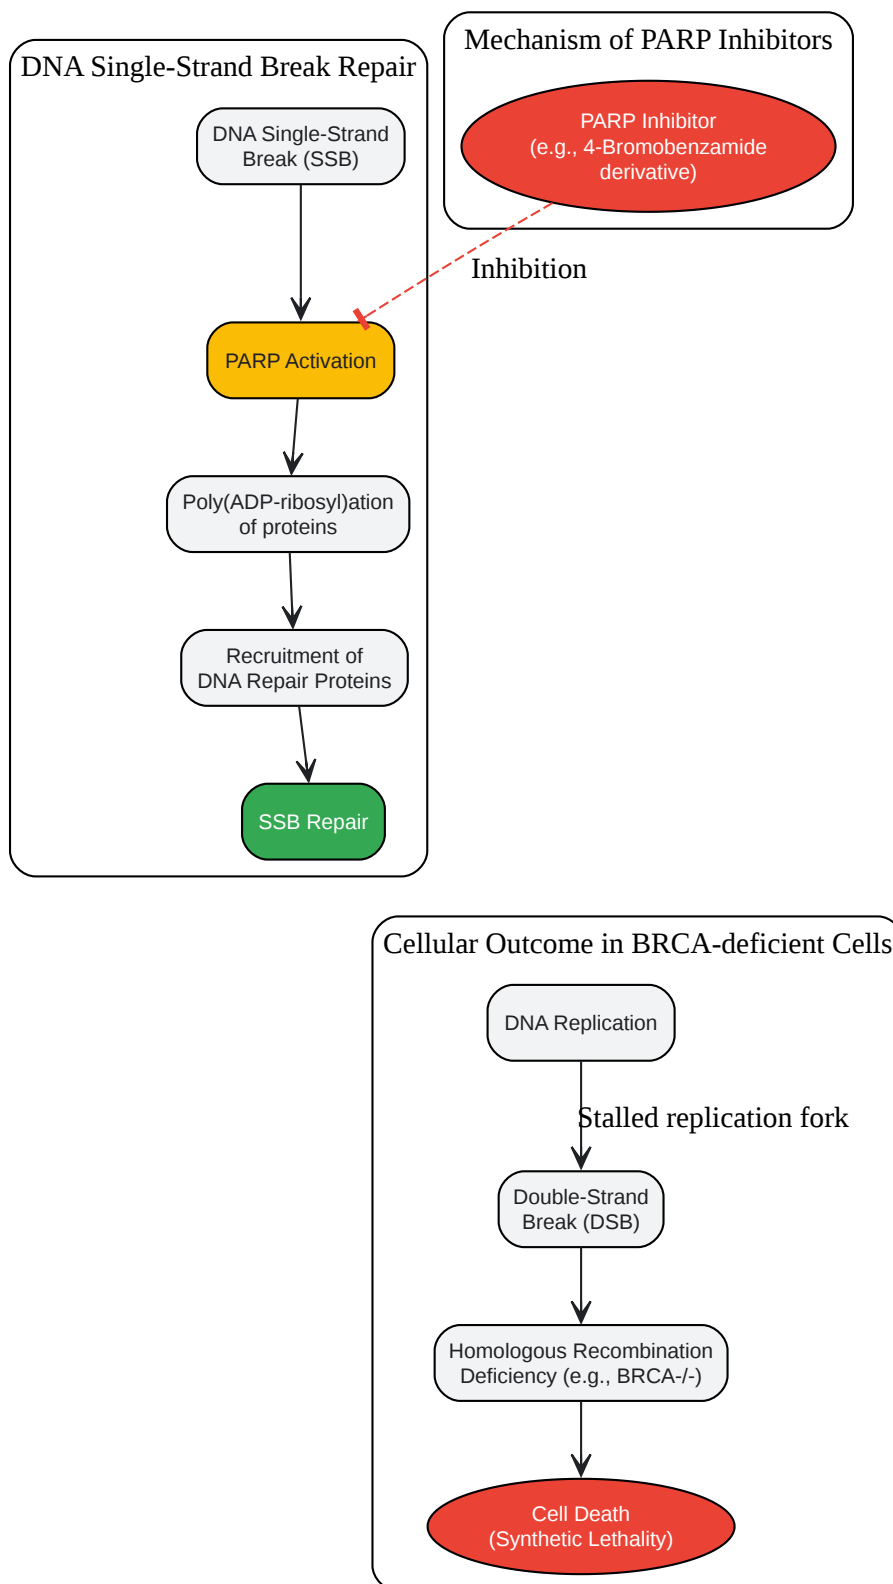 DNA Single-Strand Break Repair
DNA Single-Strand
Break (SSB)
PARP Activation
Poly(ADP-ribosyl)ation
of proteins
Recruitment of
DNA Repair Proteins
SSB Repair
Mechanism of PARP Inhibitors
PARP Inhibitor
(e.g., 4-Bromobenzamide
derivative)
Inhibition
Cellular Outcome in BRCA-deficient Cells
DNA Replication
Stalled replication fork
Double-Strand
Break (DSB)
Homologous Recombination
Deficiency (e.g., BRCA-/-)
Cell Death
(Synthetic Lethality)